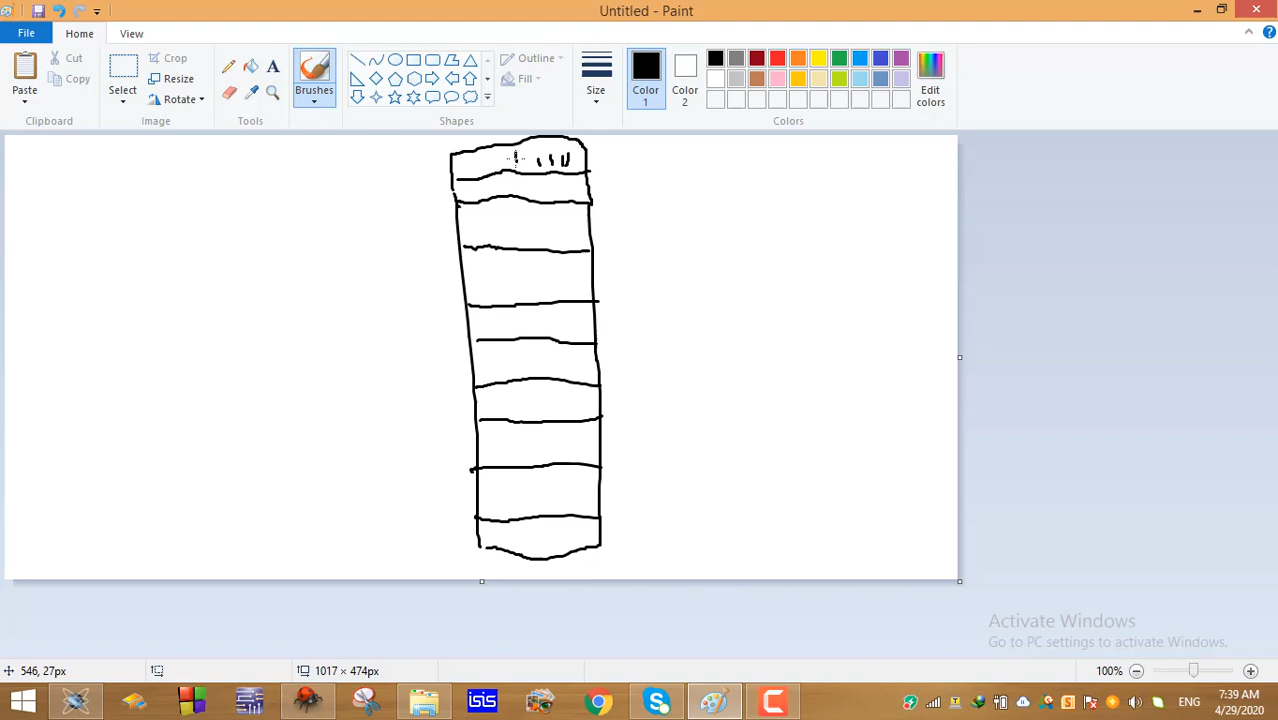 Untitled - Paint
File Home View
Paste Cut Copy Select Crop Resize Rotate A Brushes Outline Fill Size Color 1 Color 2 Edit colors
Clipboard Image Tools Shapes Colors
Activate Windows
Go to PC settings to activate Windows.
546, 27px 1017 × 474px 100%
isis S S C T S ENG 7:39 AM
4/29/2020